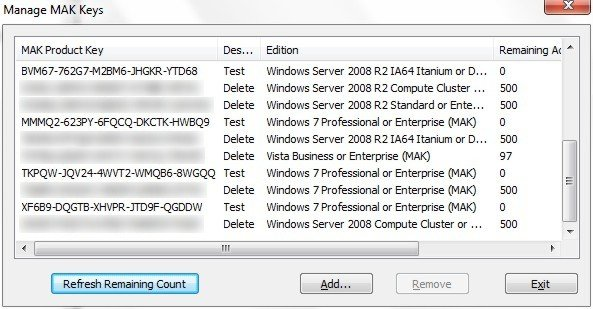 Manage MAK Keys
MAK Product Key Des... Edition Remaining Ac
BVM67-762G7-M2BM6-JHGKR-YTD68 Test Windows Server 2008 R2 IA64 Itanium or D... 0
Delete Windows Server 2008 R2 Compute Cluster ... 500
Delete Windows Server 2008 R2 Standard or Ente... 500
MMMQ2-623PY-6FQCQ-DKCTK-HWBQ9 Test Windows 7 Professional or Enterprise (MAK) 0
Delete Windows Server 2008 R2 IA64 Itanium or D... 500
Delete Vista Business or Enterprise (MAK) 97
TKPQW-JQV24-4WVT2-WMQB6-8WGQQ Test Windows 7 Professional or Enterprise (MAK) 0
Delete Windows 7 Professional or Enterprise (MAK) 500
XF6B9-DQGTB-XHVPR-JTD9F-QGDDW Test Windows 7 Professional or Enterprise (MAK) 0
Delete Windows Server 2008 Compute Cluster or ... 500
Refresh Remaining Count Add... Remove Exit